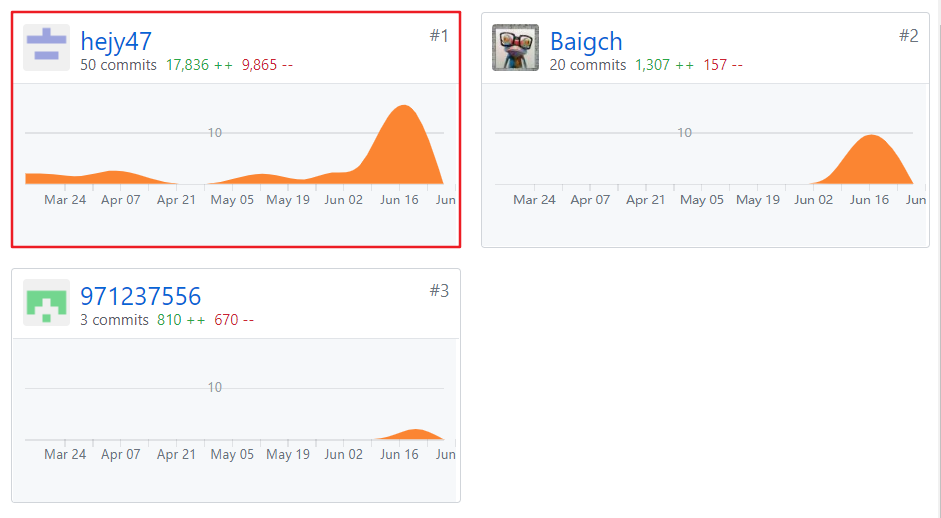 hejy47 #1
50 commits 17,836 ++ 9,865 --
10
Mar 24 Apr 07 Apr 21 May 05 May 19 Jun 02 Jun 16 Jun
Baigch #2
20 commits 1,307 ++ 157 --
10
Mar 24 Apr 07 Apr 21 May 05 May 19 Jun 02 Jun 16 Jun
971237556 #3
3 commits 810 ++ 670 --
10
Mar 24 Apr 07 Apr 21 May 05 May 19 Jun 02 Jun 16 Jun